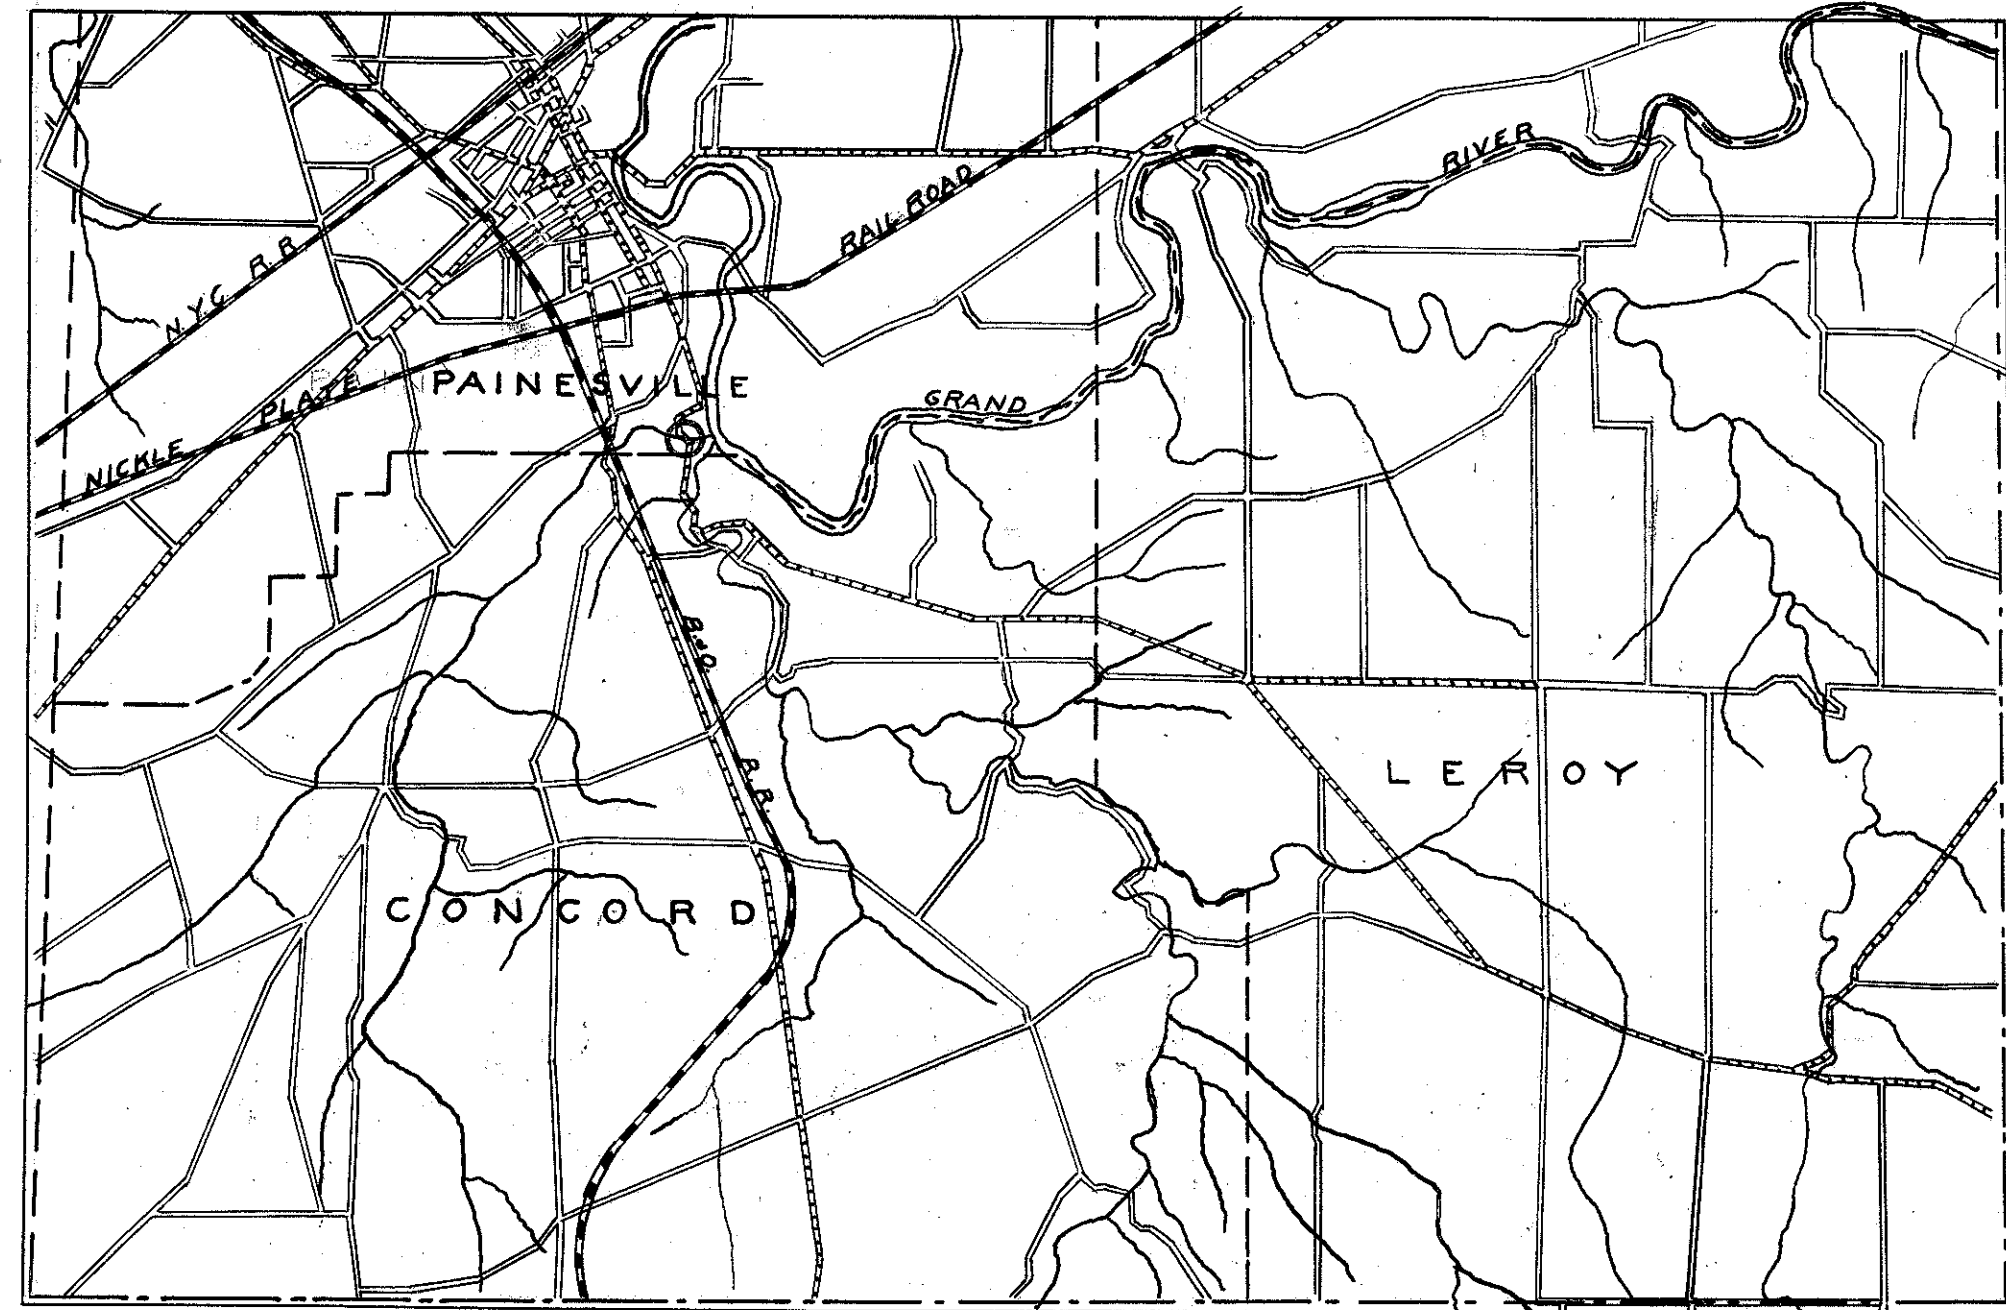 RIVER
RAIL ROAD
N.Y.C. R. R.
NICKLE PLATE
PAINESVILLE
GRAND
B.&O. R. R.
LEROY
CONCORD